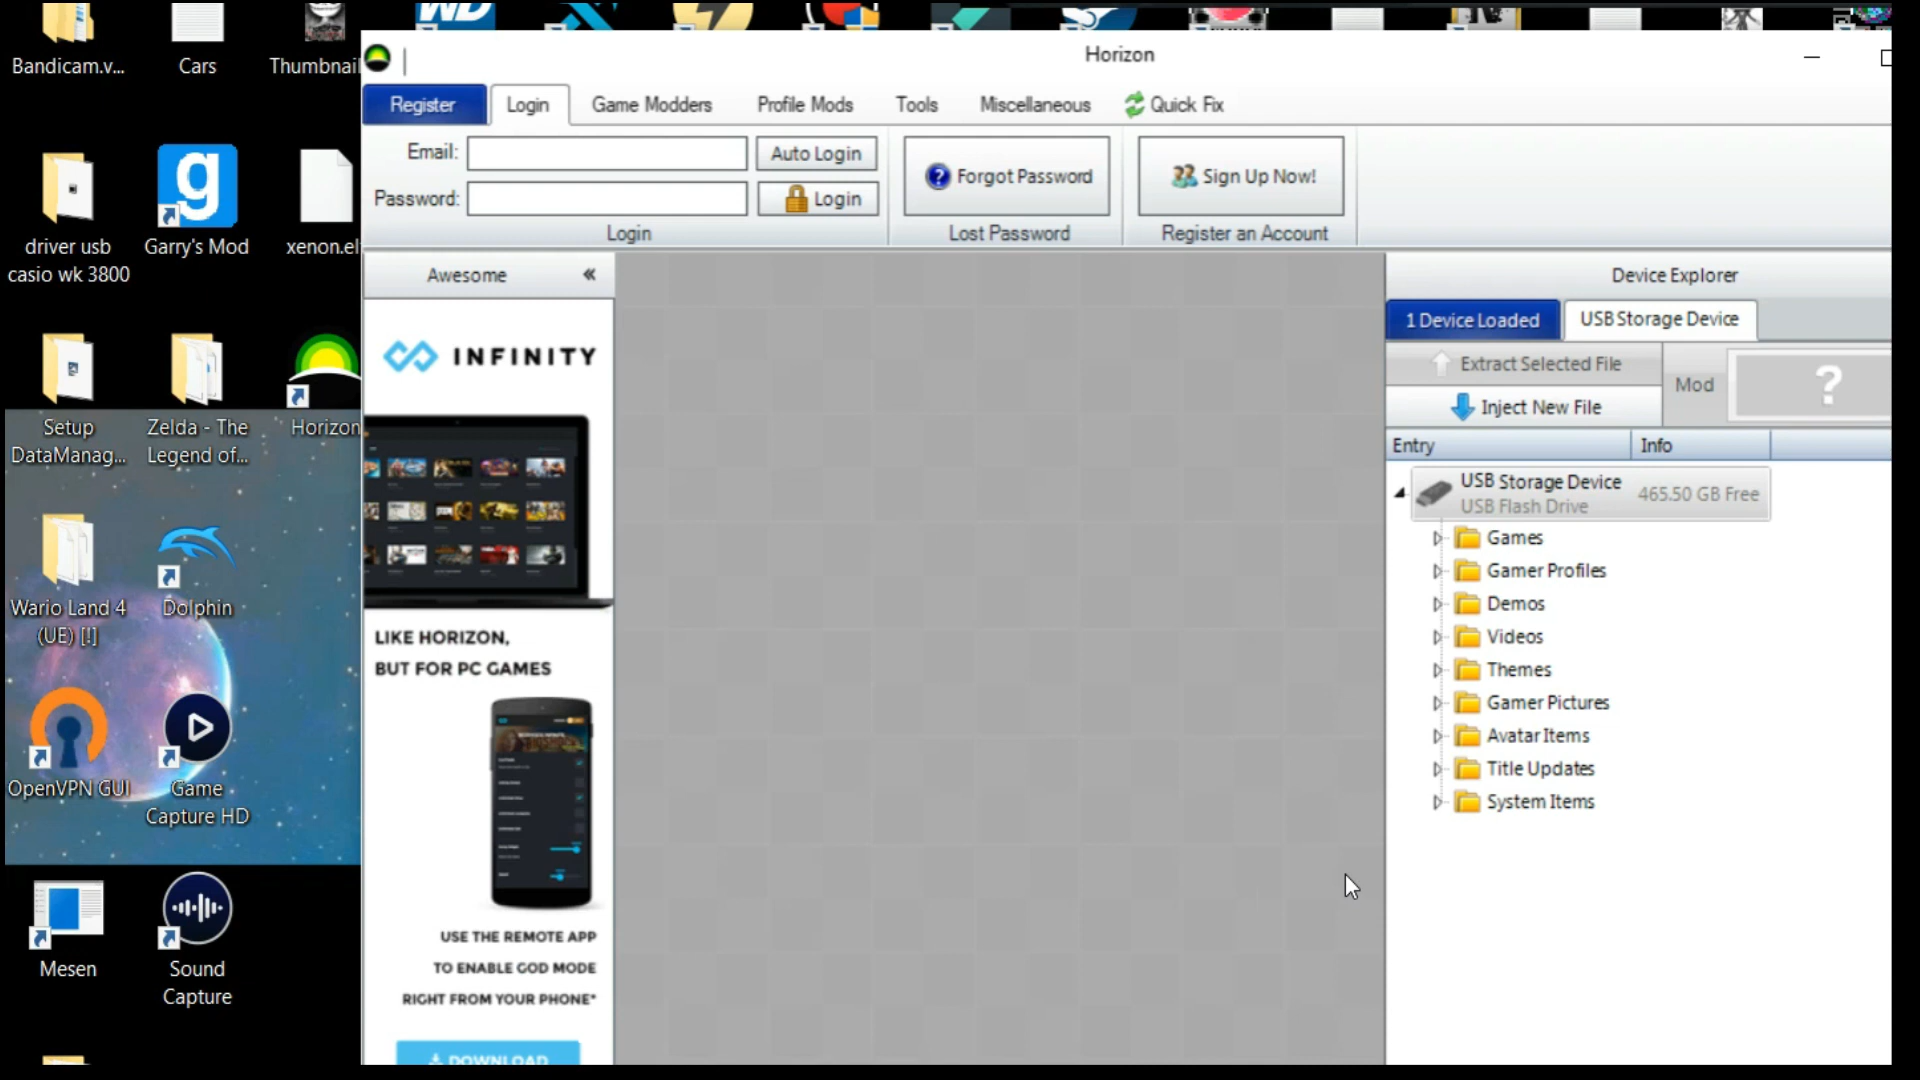 Bandicam.v...
Cars
Thumbnail
WD
driver usb
casio wk 3800
g
Garry's Mod
xenon.el
Setup
DataManag...
Zelda - The
Legend of...
Horizon
Wario Land 4
(UE) [!]
Dolphin
OpenVPN GUI
Game
Capture HD
Mesen
Sound
Capture
Horizon
Register
Login
Game Modders
Profile Mods
Tools
Miscellaneous
Quick Fix
Email:
Auto Login
Password:
Login
Login
? Forgot Password
Lost Password
Sign Up Now!
Register an Account
Awesome «
INFINITY
LIKE HORIZON,
BUT FOR PC GAMES
USE THE REMOTE APP
TO ENABLE GOD MODE
RIGHT FROM YOUR PHONE*
DOWNLOAD
Device Explorer
1 Device Loaded
USB Storage Device
Extract Selected File
Inject New File
Mod
?
Entry
Info
USB Storage Device
USB Flash Drive
465.50 GB Free
Games
Gamer Profiles
Demos
Videos
Themes
Gamer Pictures
Avatar Items
Title Updates
System Items